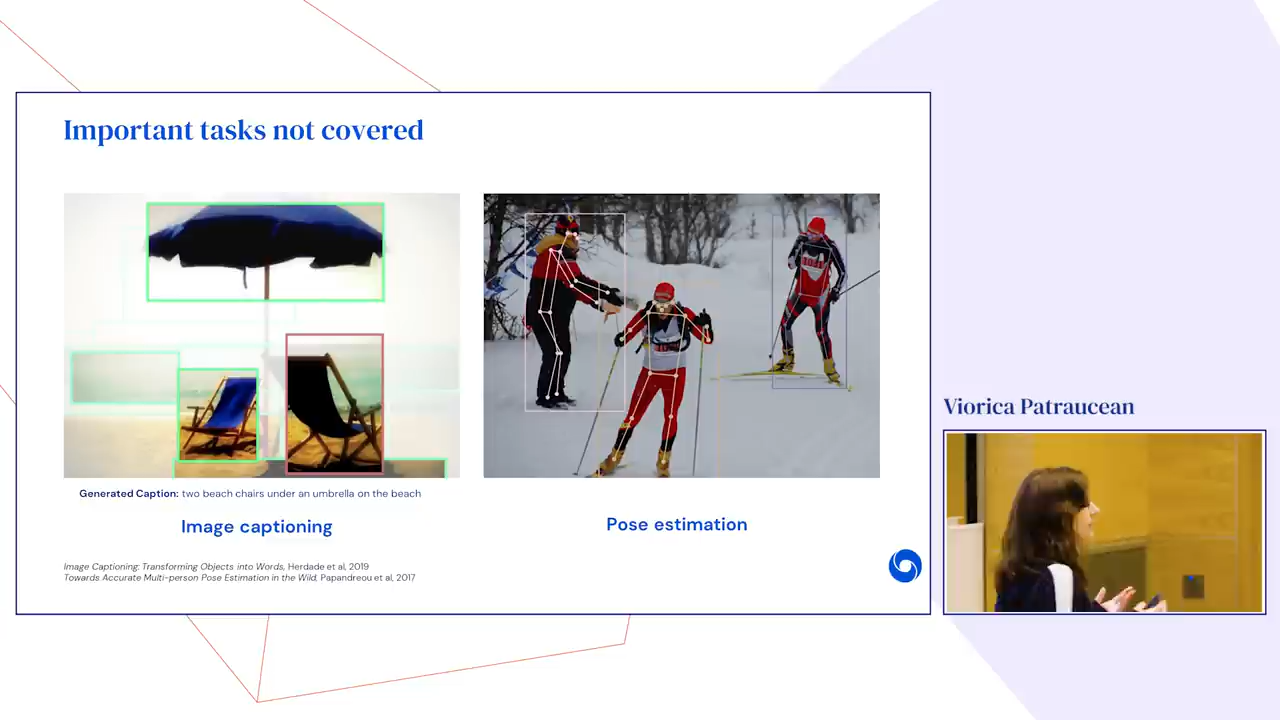 Important tasks not covered
Generated Caption: two beach chairs under an umbrella on the beach
Image captioning
Pose estimation
Image Captioning: Transforming Objects into Words, Herdade et al, 2019
Towards Accurate Multi-person Pose Estimation in the Wild, Papandreou et al, 2017
Viorica Patraucean